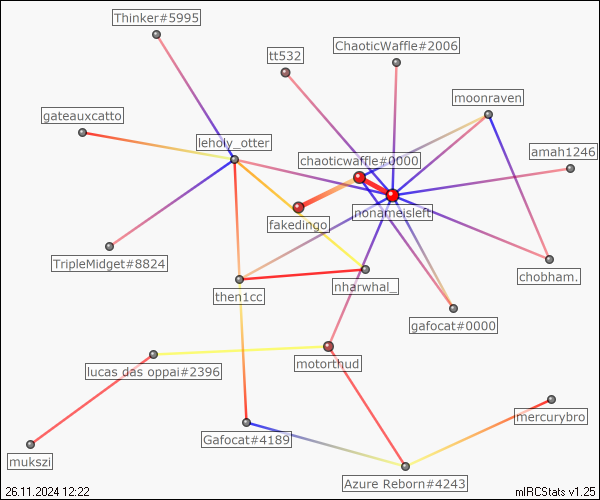 Thinker#5995
ChaoticWaffle#2006
tt532
moonraven
gateauxcatto
leholy_otter
amah1246
chaoticwaffle#0000
nonameisleft
fakedingo
TripleMidget#8824
chobham.
nharwhal_
then1cc
gafocat#0000
motorthud
lucas das oppai#2396
mercurybro
Gafocat#4189
mukszi
Azure Reborn#4243
26.11.2024 12:22
mIRCStats v1.25